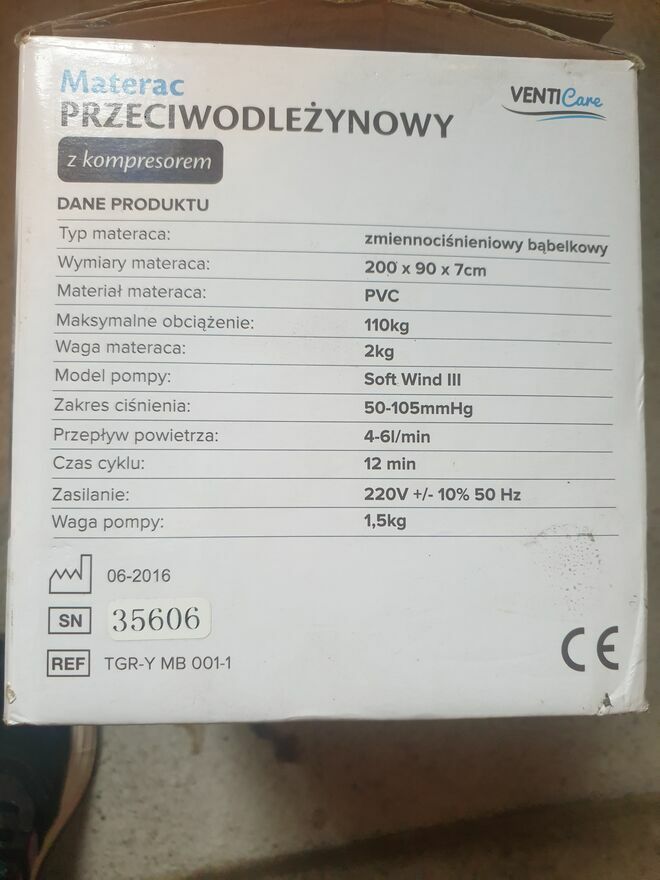 Materac
PRZECIWODLEŻYNOWY
VENTICare
z kompresorem
DANE PRODUKTU
Typ materaca: zmiennociśnieniowy bąbelkowy
Wymiary materaca: 200 x 90 x 7cm
Materiał materaca: PVC
Maksymalne obciążenie: 110kg
Waga materaca: 2kg
Model pompy: Soft Wind III
Zakres ciśnienia: 50-105mmHg
Przepływ powietrza: 4-6l/min
Czas cyklu: 12 min
Zasilanie: 220V +/- 10% 50 Hz
Waga pompy: 1,5kg
06-2016
SN 35606
REF TGR-Y MB 001-1
CE